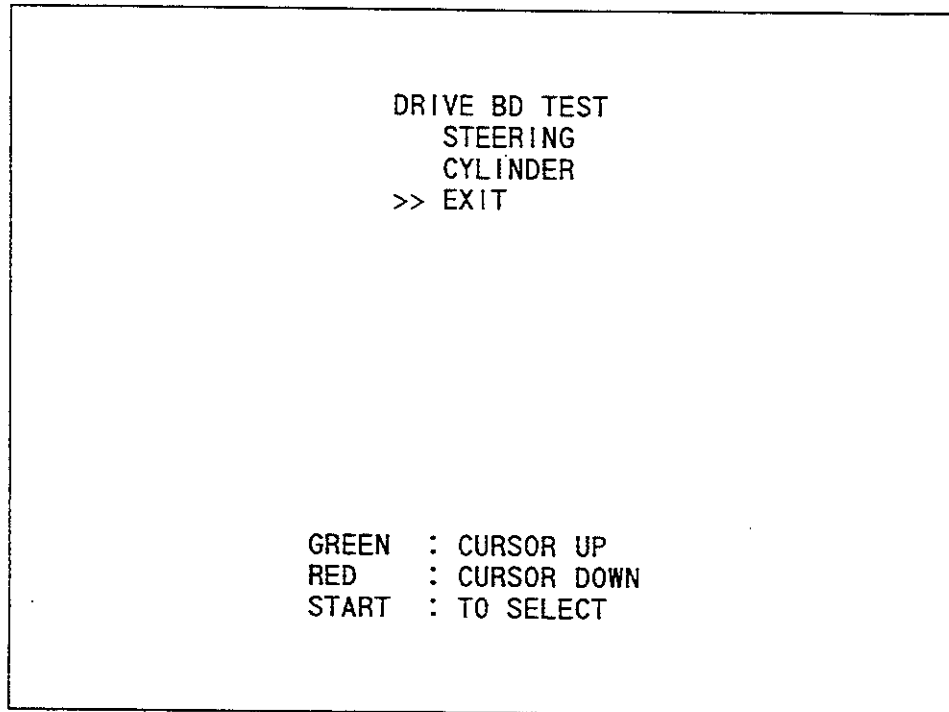 DRIVE BD TEST
STEERING
CYLINDER
>> EXIT
GREEN : CURSOR UP
RED : CURSOR DOWN
START : TO SELECT